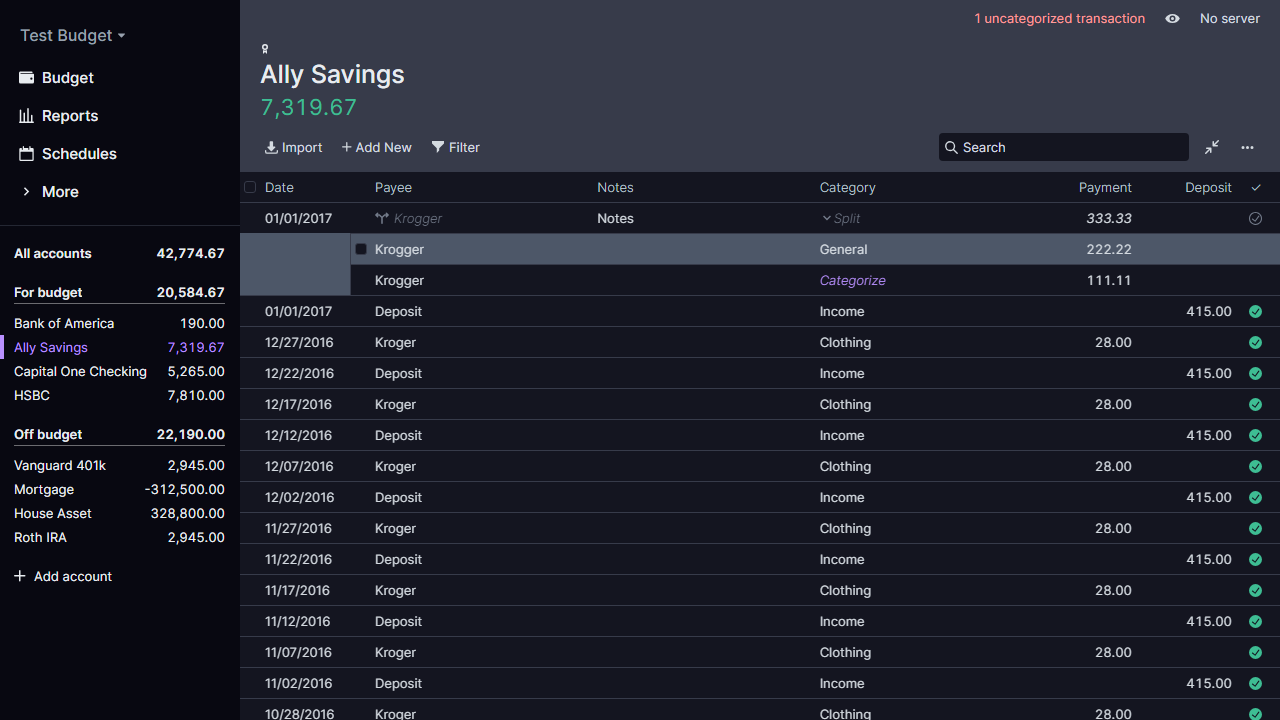 Test Budget
Budget
Reports
Schedules
More
All accounts 42,774.67
For budget 20,584.67
Bank of America 190.00
Ally Savings 7,319.67
Capital One Checking 5,265.00
HSBC 7,810.00
Off budget 22,190.00
Vanguard 401k 2,945.00
Mortgage -312,500.00
House Asset 328,800.00
Roth IRA 2,945.00
Add account
1 uncategorized transaction No server
Ally Savings
7,319.67
Import Add New Filter Search
Date Payee Notes Category Payment Deposit
01/01/2017 Krogger Notes Split 333.33
Krogger General 222.22
Krogger Categorize 111.11
01/01/2017 Deposit Income 415.00
12/27/2016 Kroger Clothing 28.00
12/22/2016 Deposit Income 415.00
12/17/2016 Kroger Clothing 28.00
12/12/2016 Deposit Income 415.00
12/07/2016 Kroger Clothing 28.00
12/02/2016 Deposit Income 415.00
11/27/2016 Kroger Clothing 28.00
11/22/2016 Deposit Income 415.00
11/17/2016 Kroger Clothing 28.00
11/12/2016 Deposit Income 415.00
11/07/2016 Kroger Clothing 28.00
11/02/2016 Deposit Income 415.00
10/28/2016 Kroger Clothing 28.00